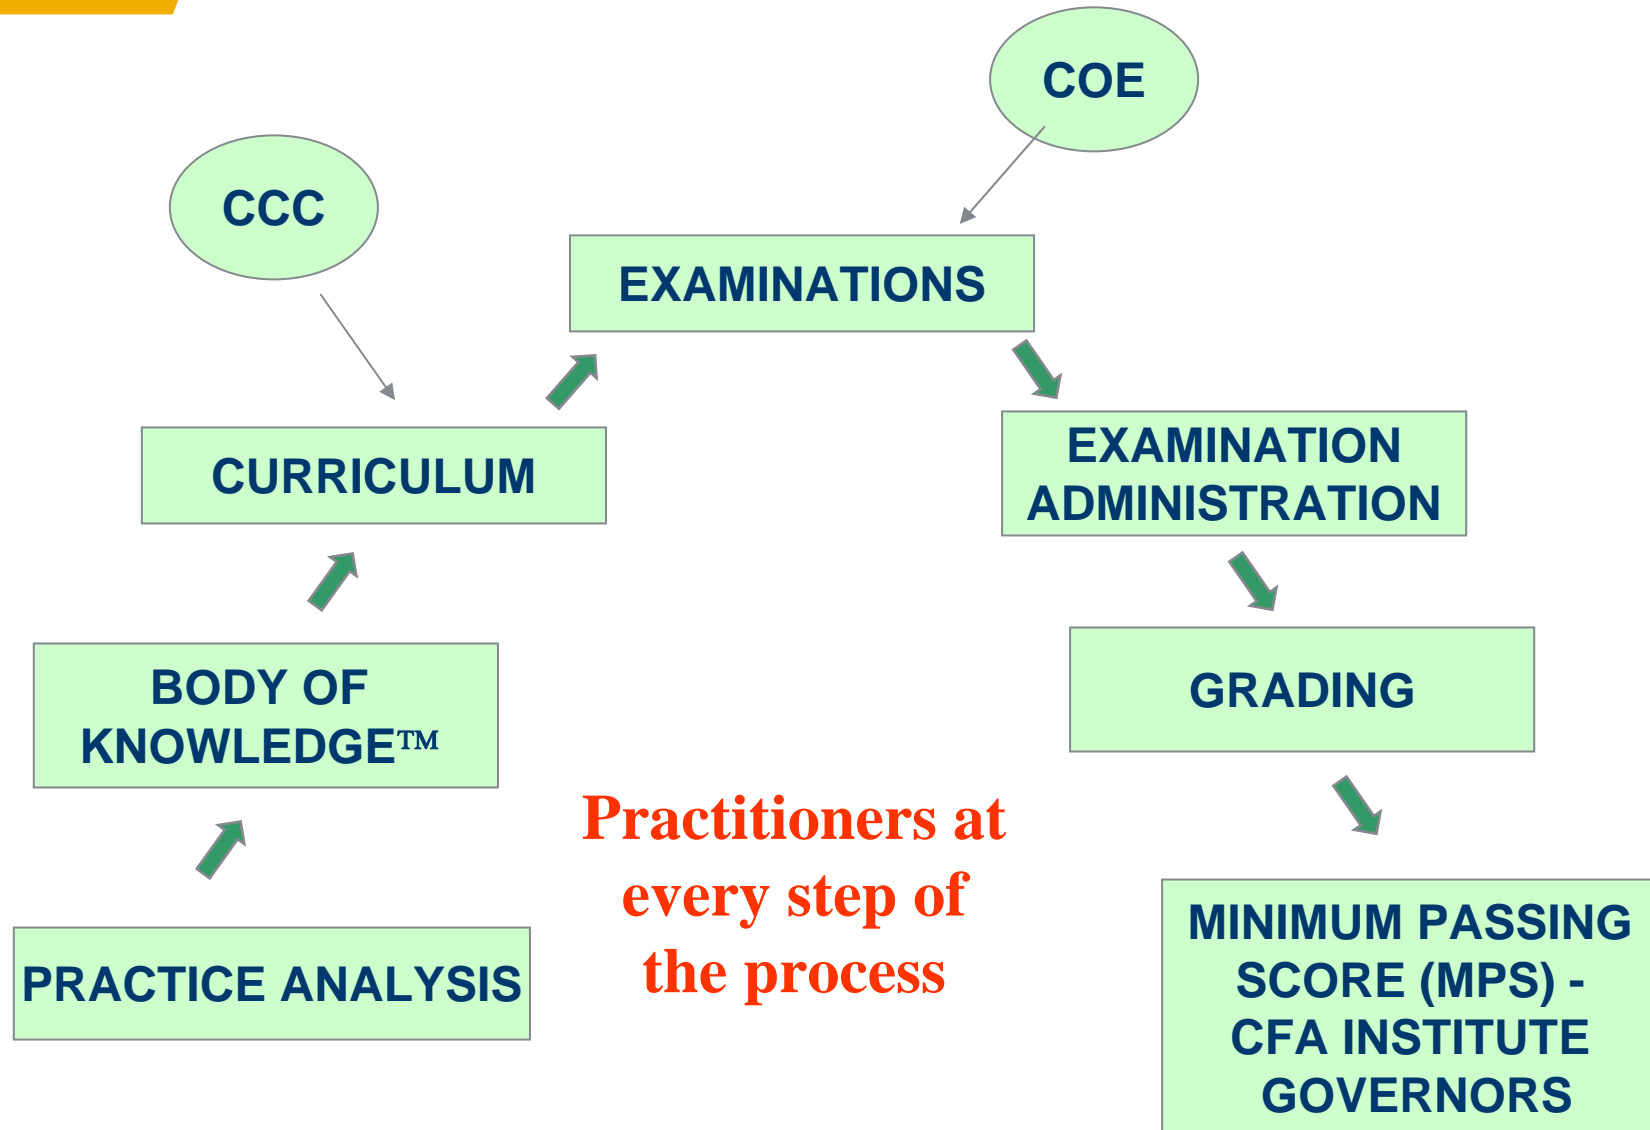 COE
CCC
EXAMINATIONS
CURRICULUM
EXAMINATION
ADMINISTRATION
BODY OF
KNOWLEDGE™
GRADING
Practitioners at
every step of
the process
PRACTICE ANALYSIS
MINIMUM PASSING
SCORE (MPS) -
CFA INSTITUTE
GOVERNORS